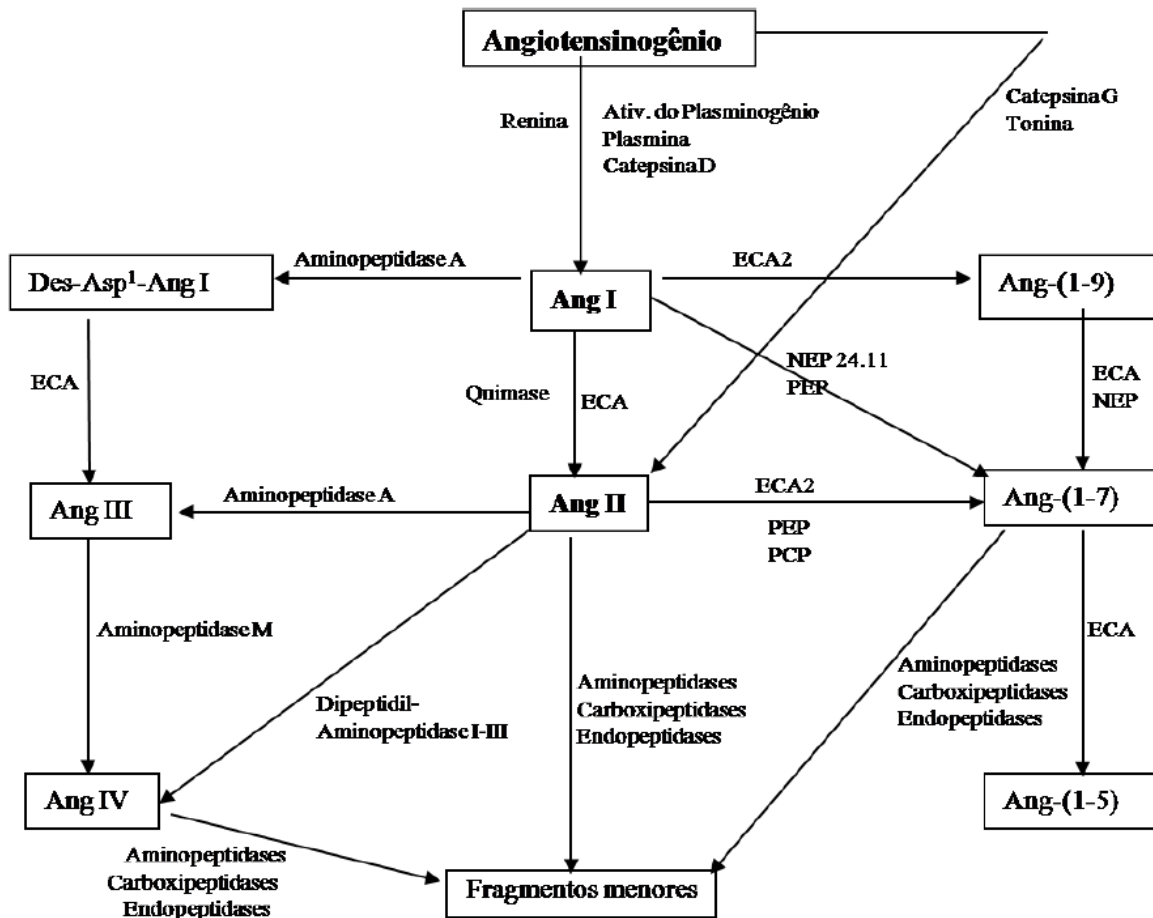 Angiotensinogênio
Renina
Ativ. do Plasminogênio
Plasmina
Catepsina D
Catepsina G
Tonina
Des-Asp¹-Ang I
Aminopeptidase A
Ang I
ECA2
Ang-(1-9)
ECA
Quimase
ECA
NEP 24.11
PEP
ECA
NEP
Ang III
Aminopeptidase A
Ang II
ECA2
PEP
PCP
Ang-(1-7)
Aminopeptidase M
Dipeptidil-
Aminopeptidase I-III
Aminopeptidases
Carboxipeptidases
Endopeptidases
Aminopeptidases
Carboxipeptidases
Endopeptidases
ECA
Ang IV
Ang-(1-5)
Aminopeptidases
Carboxipeptidases
Endopeptidases
Fragmentos menores